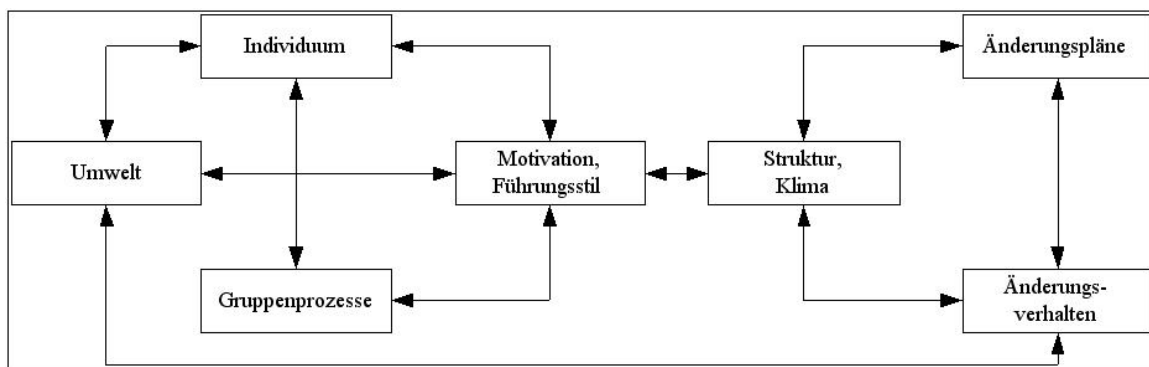 Individuum
Änderungspläne
Umwelt
Motivation,
Führungsstil
Struktur,
Klima
Gruppenprozesse
Änderungs-
verhalten